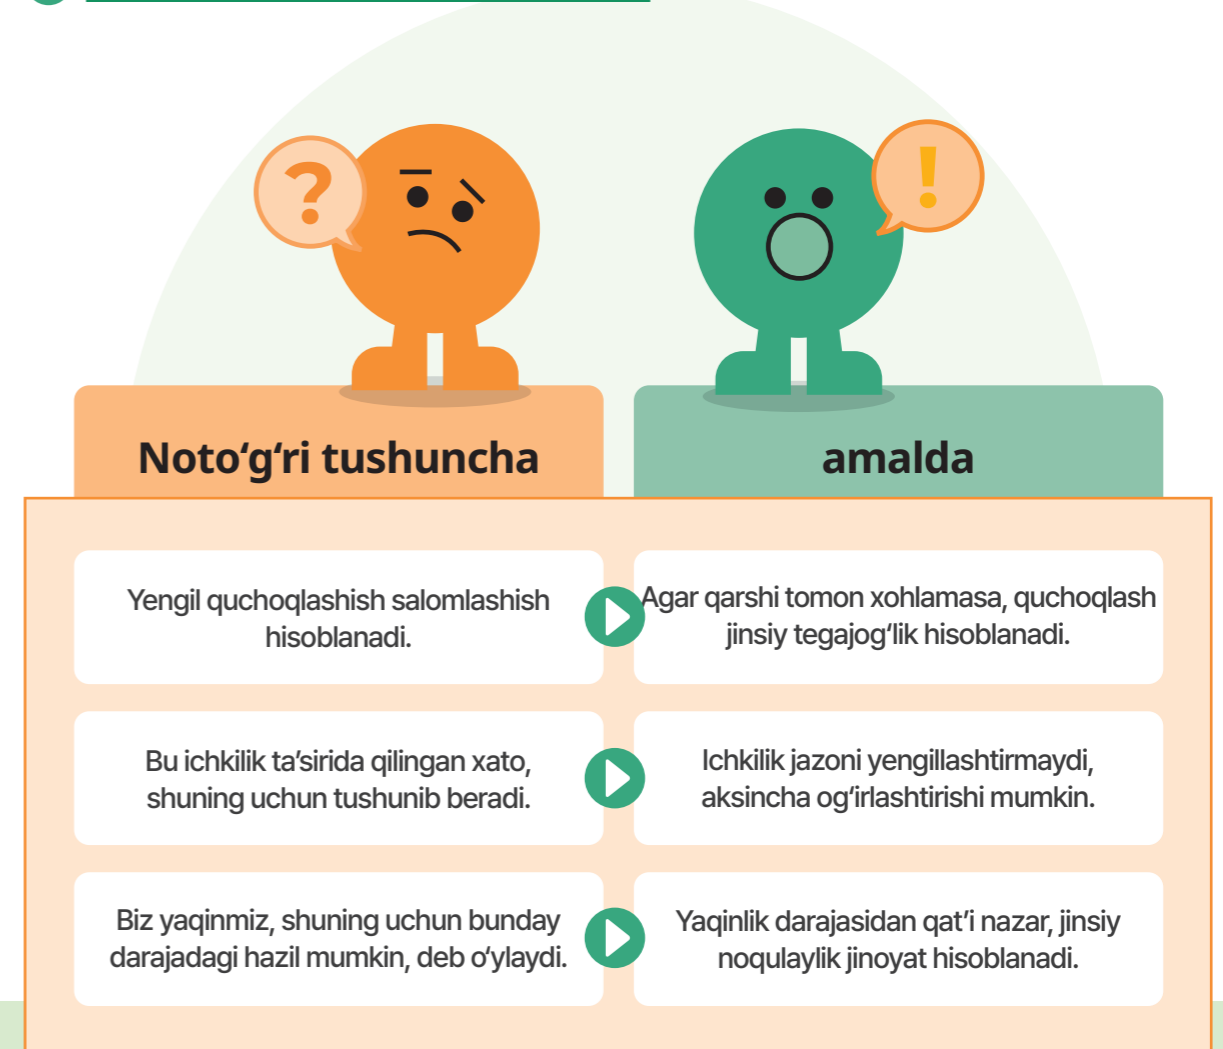 ?
!
Noto‘g‘ri tushuncha
amalda
Yengil quchoqlashish salomlashish
hisoblanadi.
Agar qarshi tomon xohlamasa, quchoqlash
jinsiy tegajog‘lik hisoblanadi.
Bu ichkilik ta’sirida qilingan xato,
shuning uchun tushunib beradi.
Ichkilik jazoni yengillashtirmaydi,
aksincha og‘irlashtirishi mumkin.
Biz yaqinmiz, shuning uchun bunday
darajadagi hazil mumkin, deb o‘ylaydi.
Yaqinlik darajasidan qat’i nazar, jinsiy
noqulaylik jinoyat hisoblanadi.